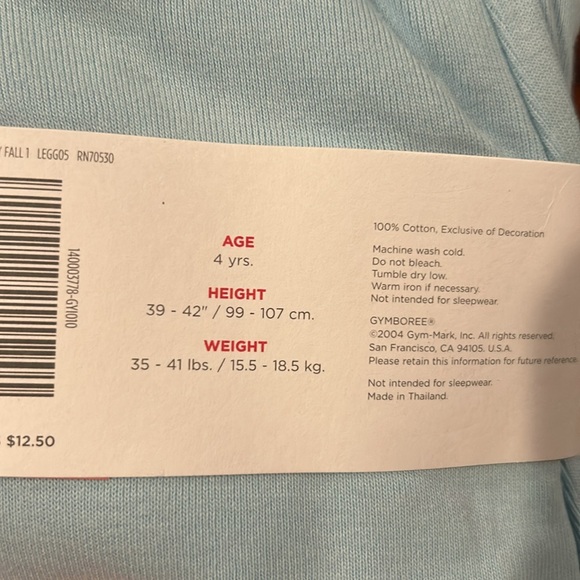 FALL 1 LEGG05 RN70530
140003778-GY1010
$12.50
AGE
4 yrs.
HEIGHT
39 - 42" / 99 - 107 cm.
WEIGHT
35 - 41 lbs. / 15.5 - 18.5 kg.
100% Cotton, Exclusive of Decoration
Machine wash cold.
Do not bleach.
Tumble dry low.
Warm iron if necessary.
Not intended for sleepwear.
GYMBOREE®
©2004 Gym-Mark, Inc. All rights reserved.
San Francisco, CA 94105. U.S.A.
Please retain this information for future reference
Not intended for sleepwear.
Made in Thailand.